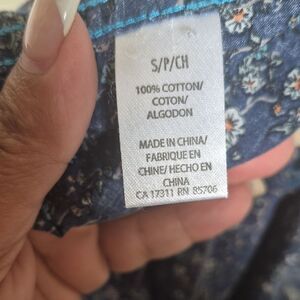 S/P/CH
100% COTTON/
COTON/
ALGODON
MADE IN CHINA/
FABRIQUE EN
CHINE/ HECHO EN
CHINA
CA 17311 RN 85706